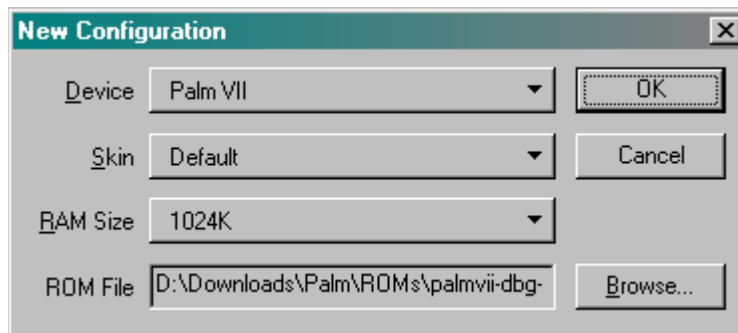 New Configuration
Device Palm VII OK
Skin Default Cancel
RAM Size 1024K
ROM File D:\Downloads\Palm\ROMs\palmvii-dbg- Browse...